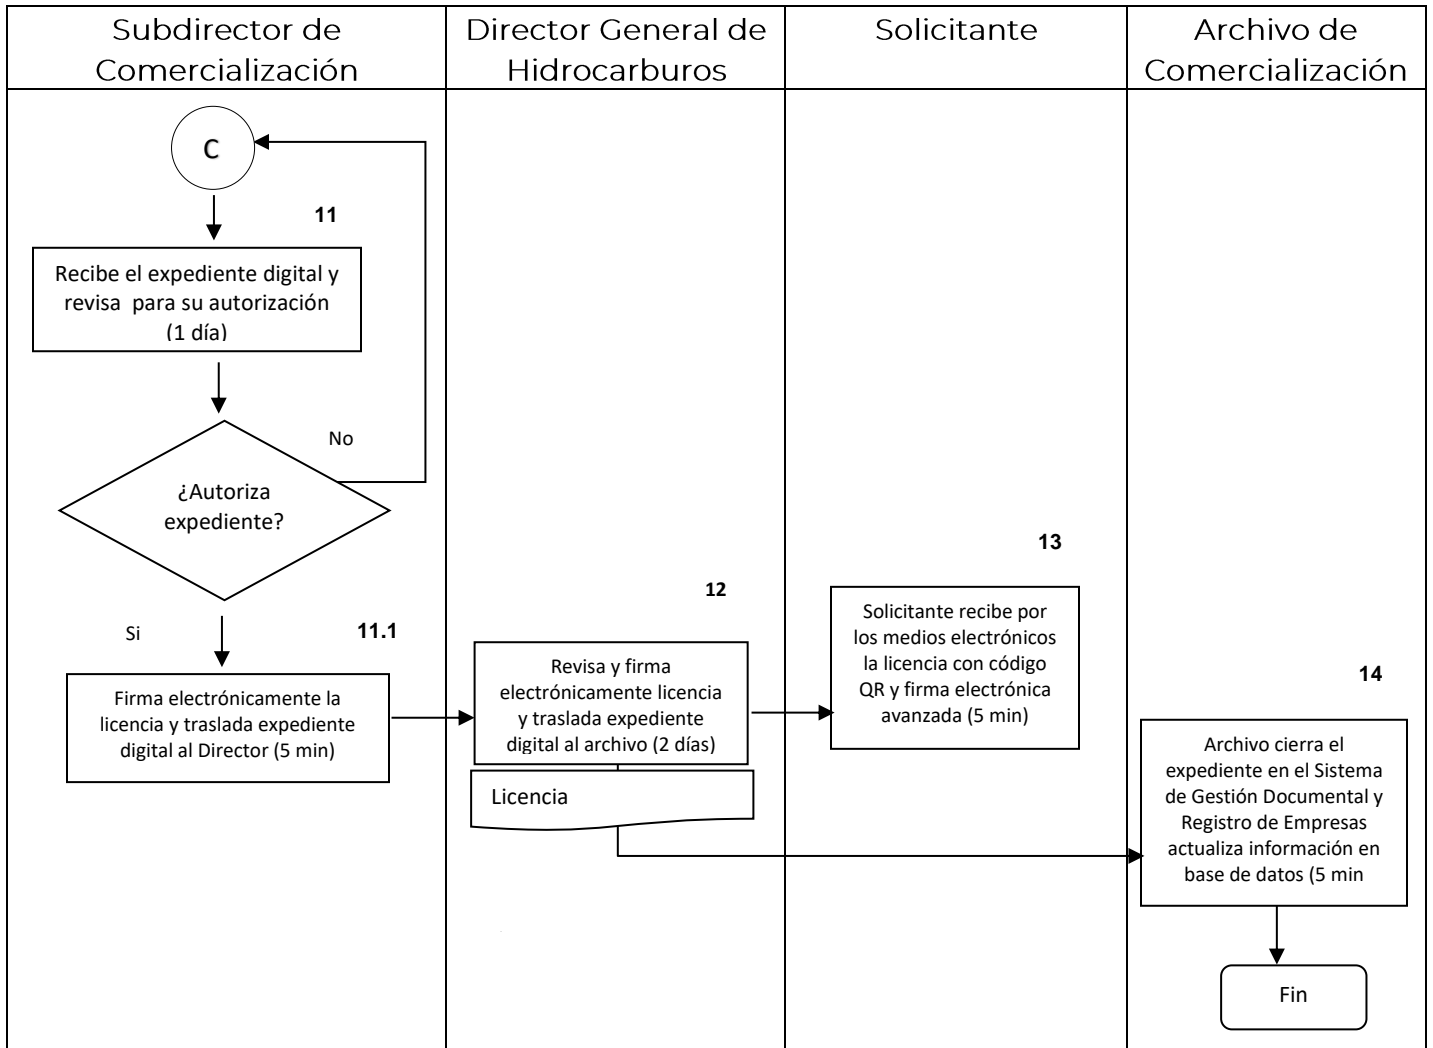 Subdirector de
Comercialización
Director General de
Hidrocarburos
Solicitante
Archivo de
Comercialización
C
11
Recibe el expediente digital y
revisa  para su autorización
(1 día)
No
¿Autoriza
expediente?
Si
11.1
Firma electrónicamente la
licencia y traslada expediente
digital al Director (5 min)
12
Revisa y firma
electrónicamente licencia
y traslada expediente
digital al archivo (2 días)
Licencia
13
Solicitante recibe por
los medios electrónicos
la licencia con código
QR y firma electrónica
avanzada (5 min)
14
Archivo cierra el
expediente en el Sistema
de Gestión Documental y
Registro de Empresas
actualiza información en
base de datos (5 min
Fin